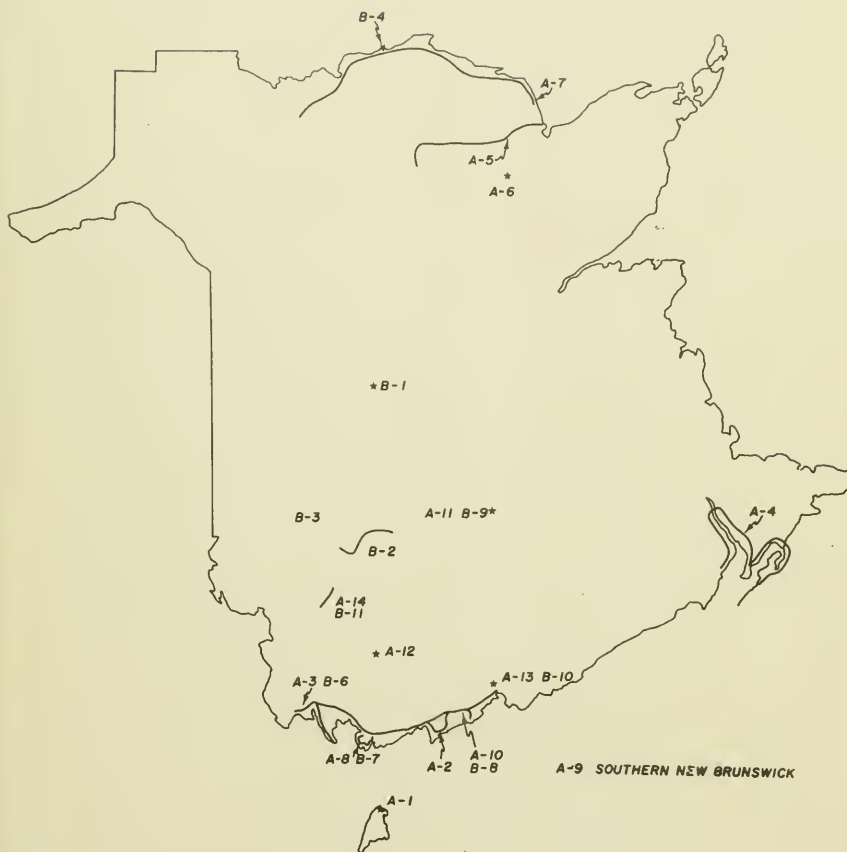 B-4
A-7
A-5
A-6
B-1
B-3
A-11 B-9
B-2
A-4
A-14
B-11
A-12
A-3 B-6
A-13 B-10
A-8 B-7
A-2
A-10
B-8
A-9 SOUTHERN NEW BRUNSWICK
A-1